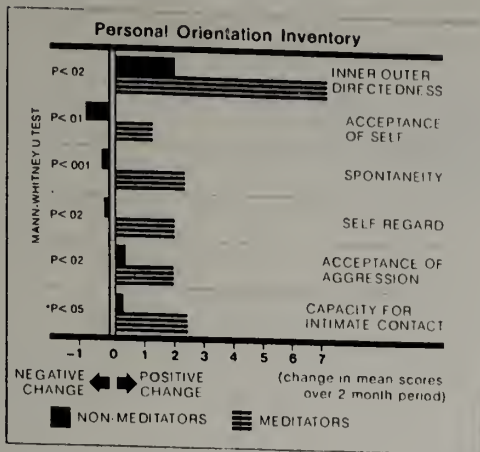 Personal Orientation Inventory
MANN-WHITNEY U TEST
P< 02
INNER OUTER
DIRECTEDNESS
P< 01
ACCEPTANCE
OF SELF
P< 001
SPONTANEITY
P< 02
SELF REGARD
P< 02
ACCEPTANCE OF
AGGRESSION
*P< 05
CAPACITY FOR
INTIMATE CONTACT
-1 0 1 2 3 4 5 6 7
NEGATIVE
CHANGE
POSITIVE
CHANGE
(change in mean scores
over 2 month period)
NON-MEDITATORS
MEDITATORS